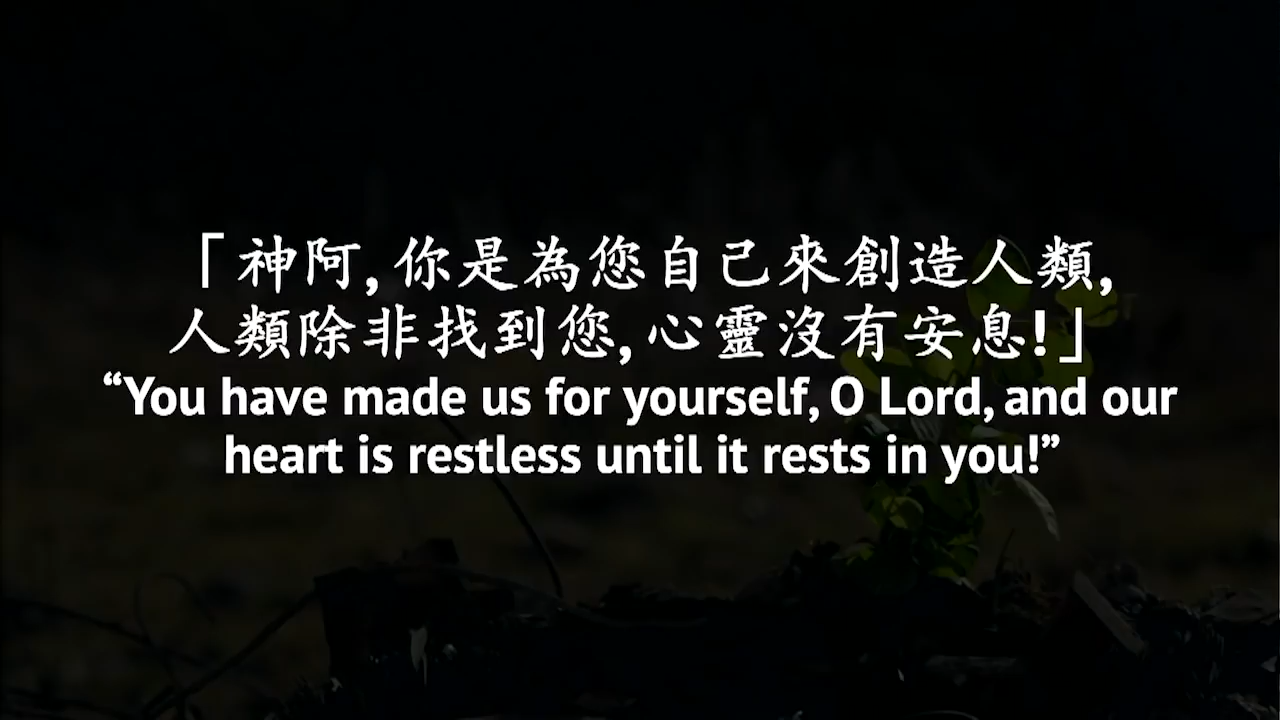 「神阿,你是為您自己來創造人類,
人類除非找到您,心靈沒有安息!」
“You have made us for yourself, O Lord, and our
heart is restless until it rests in you!”